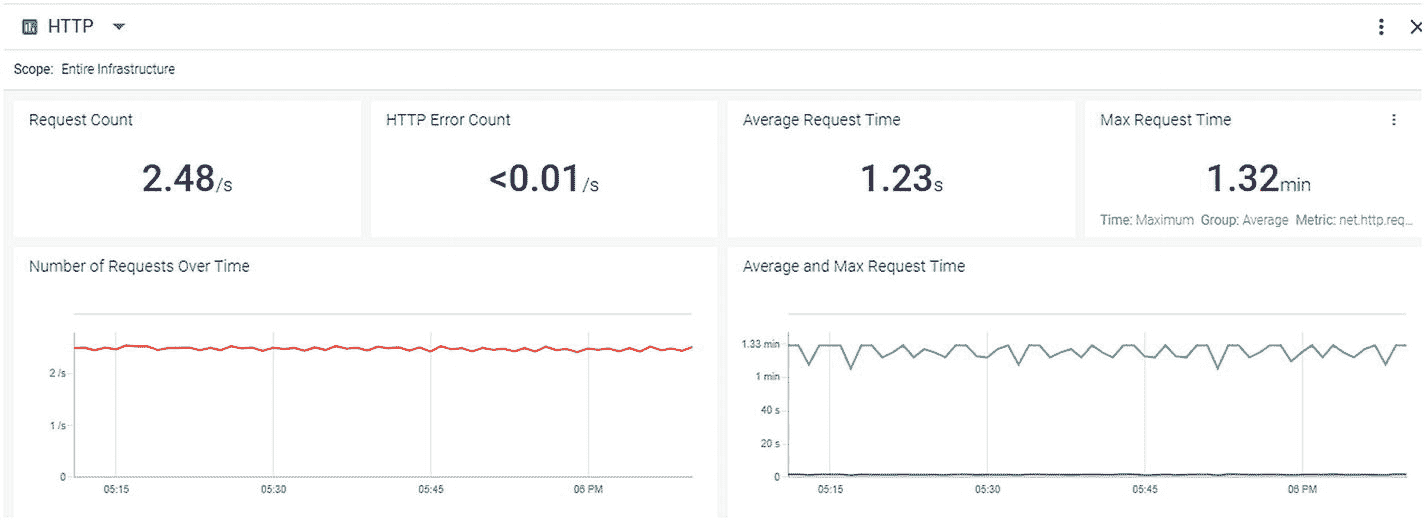 HTTP
Scope: Entire Infrastructure
Request Count
2.48/s
HTTP Error Count
<0.01/s
Average Request Time
1.23s
Max Request Time
1.32min
Time: Maximum Group: Average Metric: net.http.req...
Number of Requests Over Time
2 /s
1 /s
0
05:15 05:30 05:45 06 PM
Average and Max Request Time
1.33 min
1 min
40 s
20 s
0
05:15 05:30 05:45 06 PM